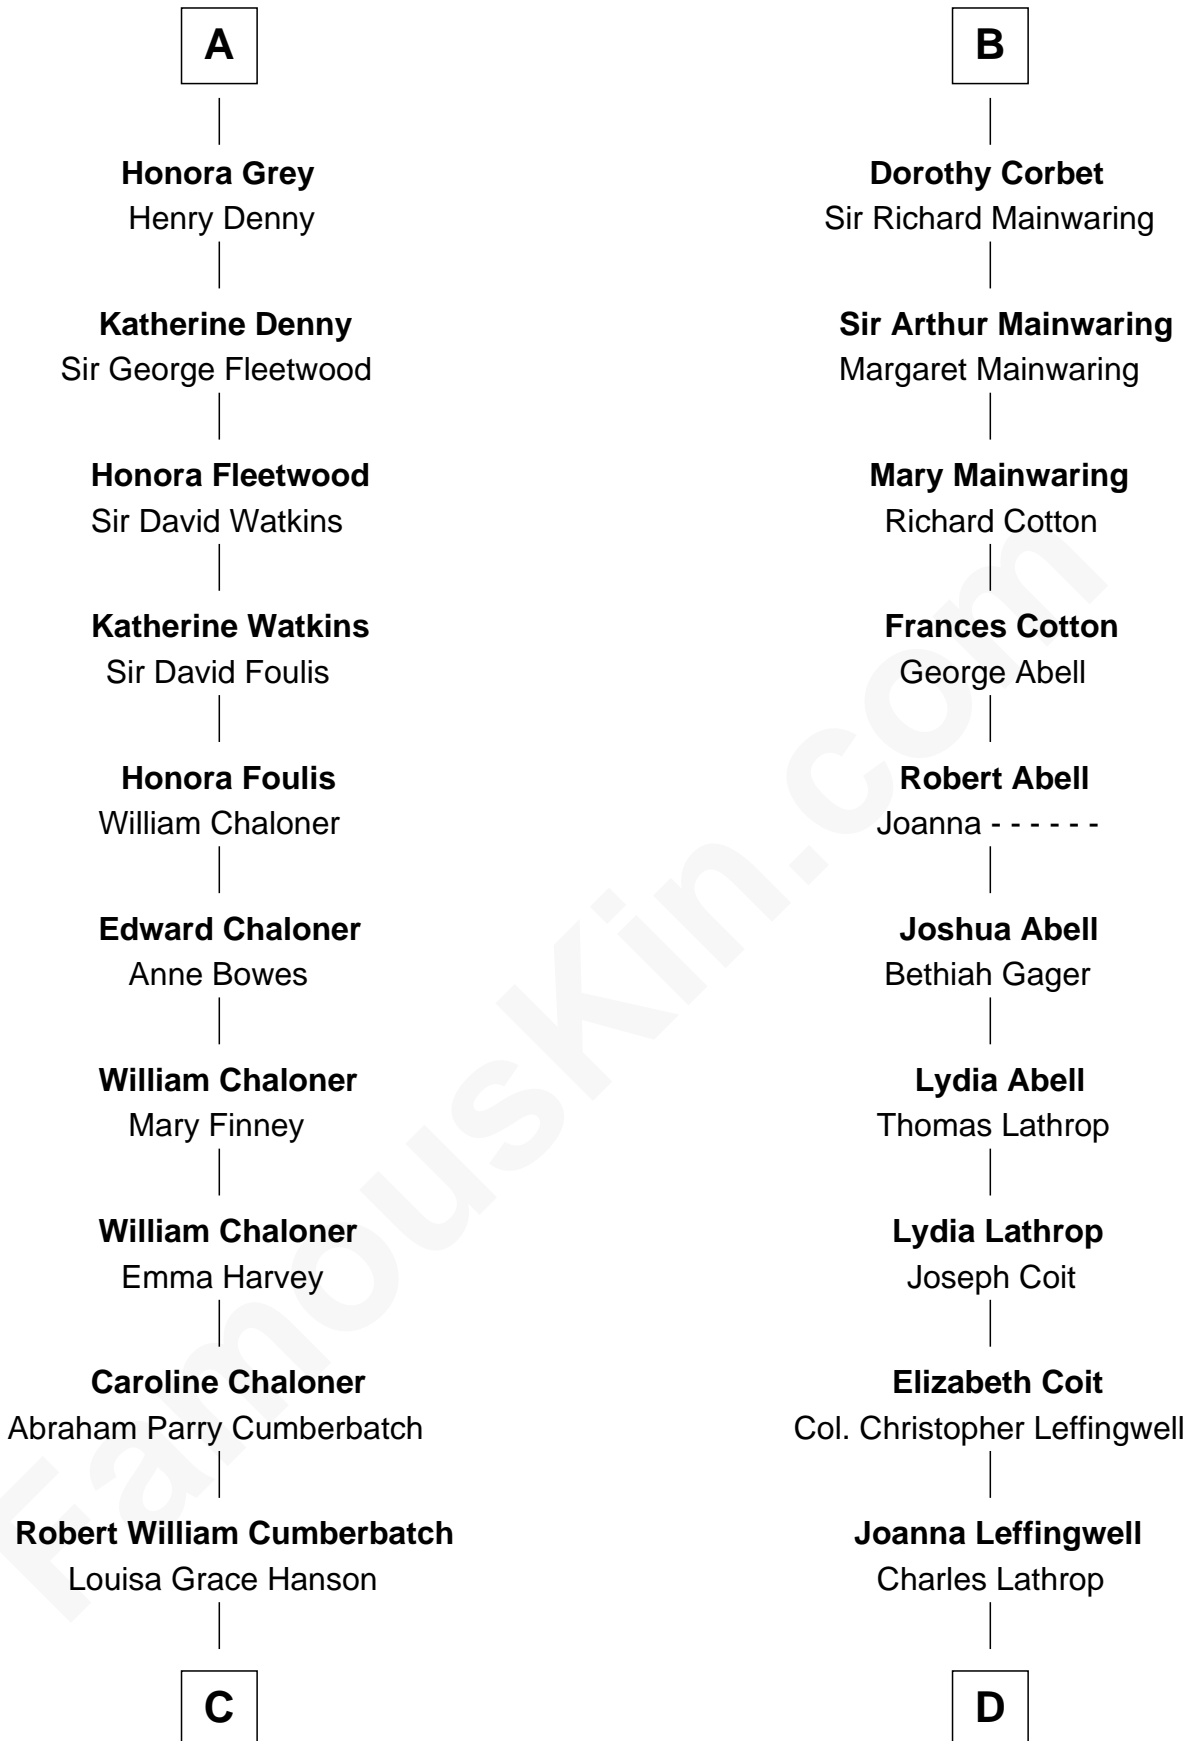 A
Honora Grey
Henry Denny
Katherine Denny
Sir George Fleetwood
Honora Fleetwood
Sir David Watkins
Katherine Watkins
Sir David Foulis
Honora Foulis
William Chaloner
Edward Chaloner
Anne Bowes
William Chaloner
Mary Finney
William Chaloner
Emma Harvey
Caroline Chaloner
Abraham Parry Cumberbatch
Robert William Cumberbatch
Louisa Grace Hanson
C
B
Dorothy Corbet
Sir Richard Mainwaring
Sir Arthur Mainwaring
Margaret Mainwaring
Mary Mainwaring
Richard Cotton
Frances Cotton
George Abell
Robert Abell
Joanna - - - - - -
Joshua Abell
Bethiah Gager
Lydia Abell
Thomas Lathrop
Lydia Lathrop
Joseph Coit
Elizabeth Coit
Col. Christopher Leffingwell
Joanna Leffingwell
Charles Lathrop
D
FamousKin.com